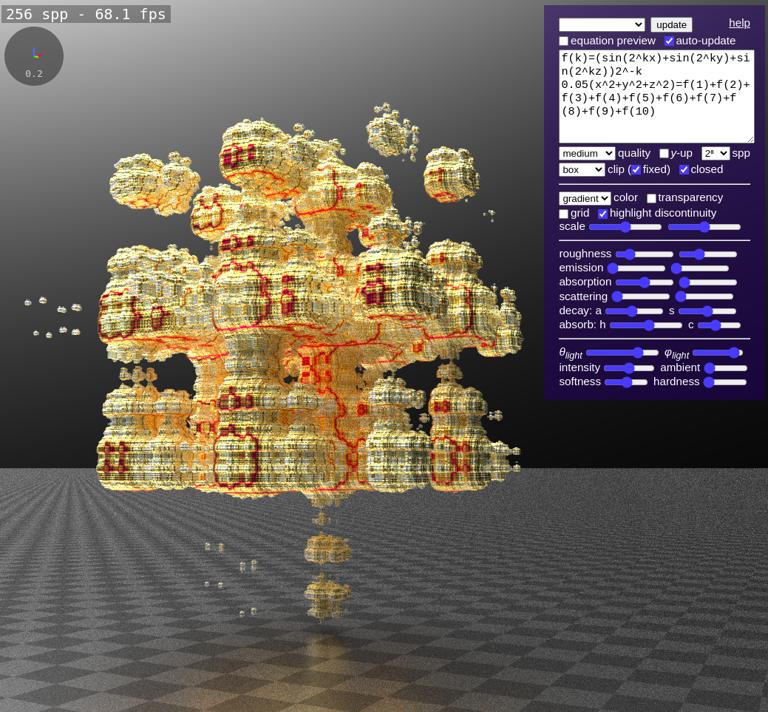 256 spp - 68.1 fps
0.2
update
help
equation preview auto-update
f(k)=(sin(2^kx)+sin(2^ky)+si
n(2^kz))2^-k
0.05(x^2+y^2+z^2)=f(1)+f(2)+
f(3)+f(4)+f(5)+f(6)+f(7)+f
(8)+f(9)+f(10)
medium quality y-up 2⁸ spp
box clip (fixed) closed
gradient color transparency
grid highlight discontinuity
scale
roughness
emission
absorption
scattering
decay: a s
absorb: h c
θlight φlight
intensity ambient
softness hardness